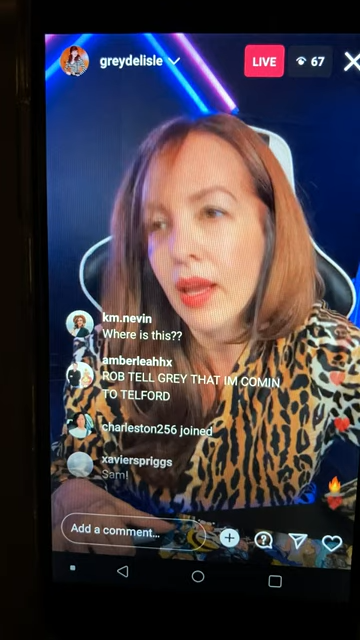 greydelisle
LIVE
67
km.nevin
Where is this??
amberleahhx
ROB TELL GREY THAT IM COMIN
TO TELFORD
charleston256 joined
xavierspriggs
Sam!
Add a comment...